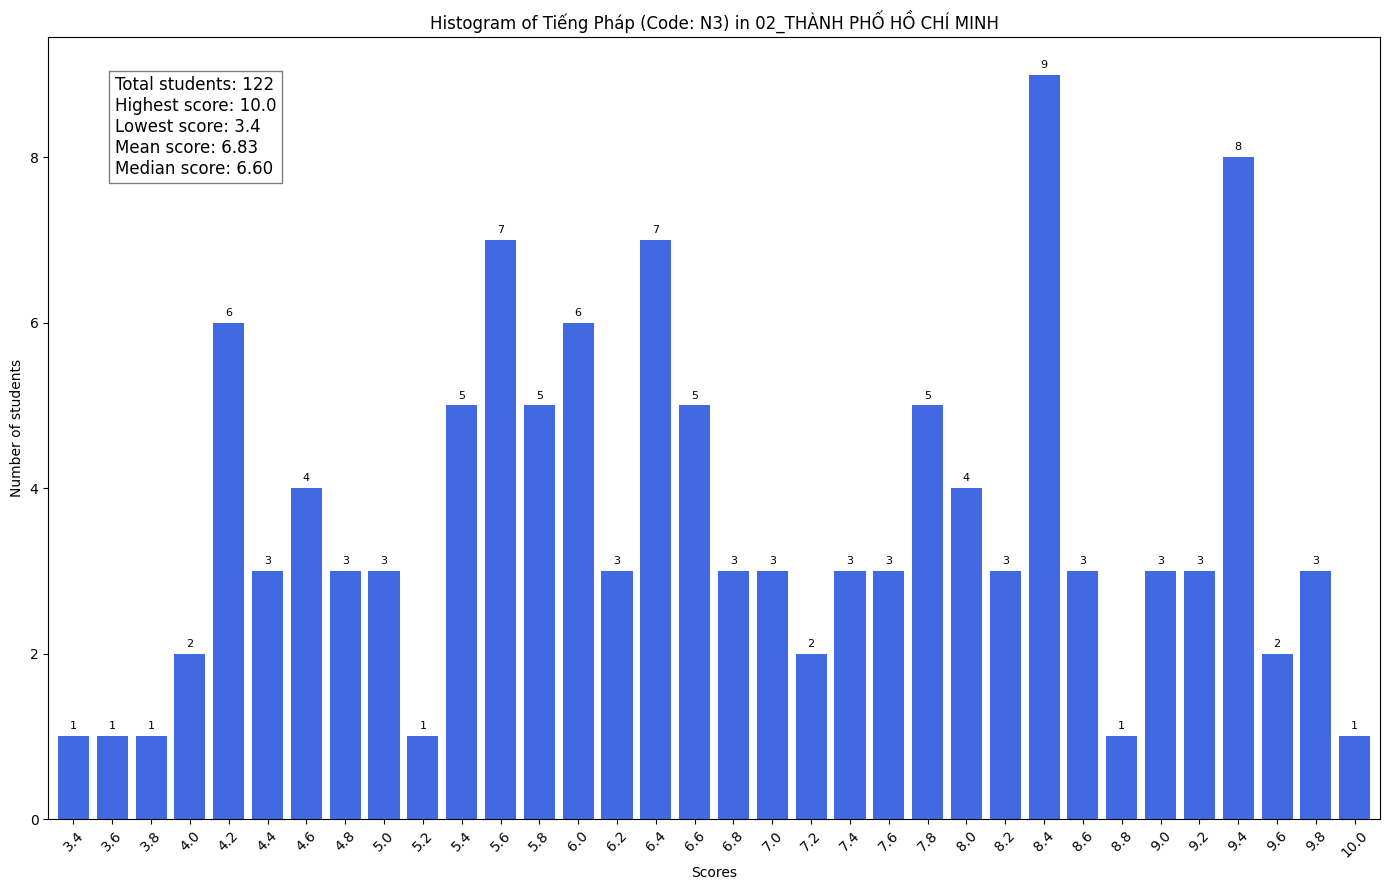 Histogram of Tiếng Pháp (Code: N3) in 02_THÀNH PHỐ HỒ CHÍ MINH
Total students: 122
Highest score: 10.0
Lowest score: 3.4
Mean score: 6.83
Median score: 6.60
Number of students
8
6
4
2
0
1 1 1 2 6 3 4 3 3 1 5 7 5 6 3 7 5 3 3 2 3 3 5 4 3 9 3 1 3 3 8 2 3 1
3.4 3.6 3.8 4.0 4.2 4.4 4.6 4.8 5.0 5.2 5.4 5.6 5.8 6.0 6.2 6.4 6.6 6.8 7.0 7.2 7.4 7.6 7.8 8.0 8.2 8.4 8.6 8.8 9.0 9.2 9.4 9.6 9.8 10.0
Scores